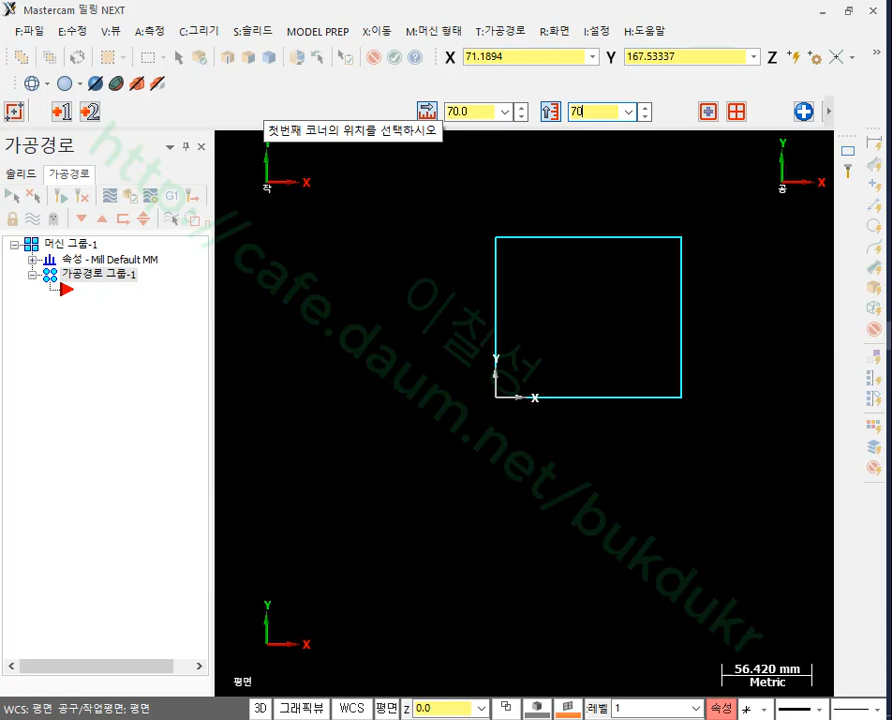 Mastercam 밀링 NEXT
F:파일 E:수정 V:뷰 A:측정 C:그리기 S:솔리드 MODEL PREP X:이동 M:머신 형태 T:가공경로 R:화면 I:설정 H:도움말
X 71.1894 Y 167.53337 Z
+1 +2 70.0 70
첫번째 코너의 위치를 선택하시오
가공경로
솔리드 가공경로
G1
머신 그룹-1
속성 - Mill Default MM
가공경로 그룹-1
Y
X
Y
X
Y
X
Y
X
평면
56.420 mm
Metric
http://cafe.daum.net/bukdukr
이칠성
WCS: 평면 공구/작업평면: 평면 3D 그래픽뷰 WCS 평면 Z 0.0 레벨 1 속성